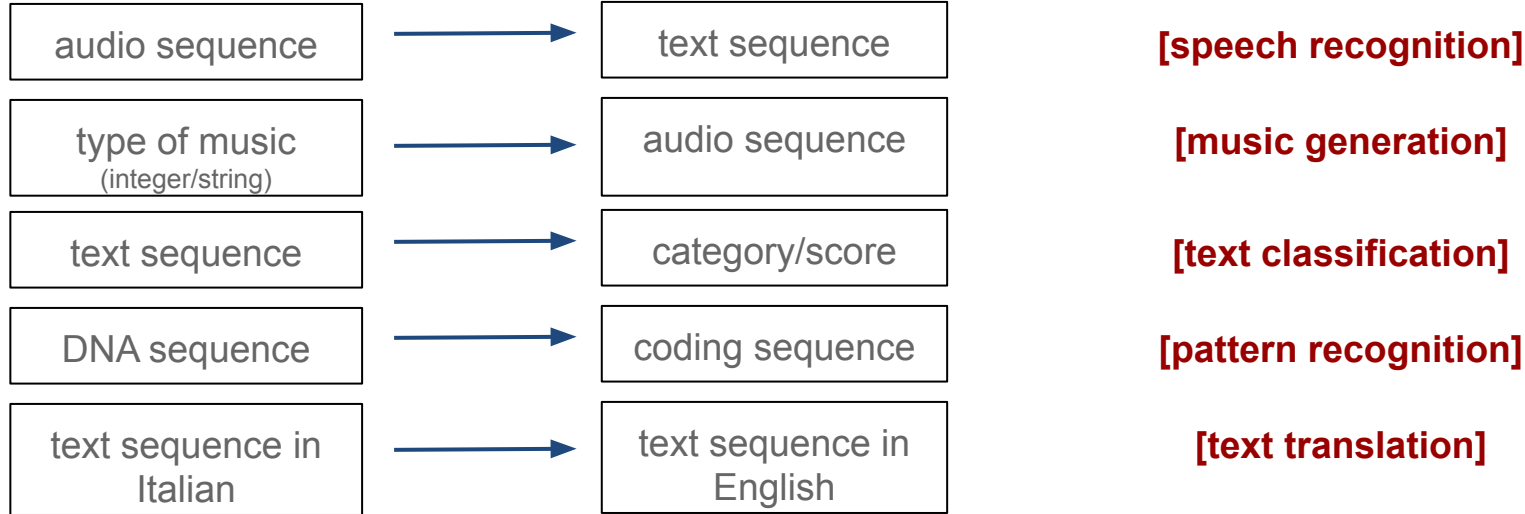 audio sequence
text sequence
[speech recognition]
type of music
(integer/string)
audio sequence
[music generation]
text sequence
category/score
[text classification]
DNA sequence
coding sequence
[pattern recognition]
text sequence in
Italian
text sequence in
English
[text translation]